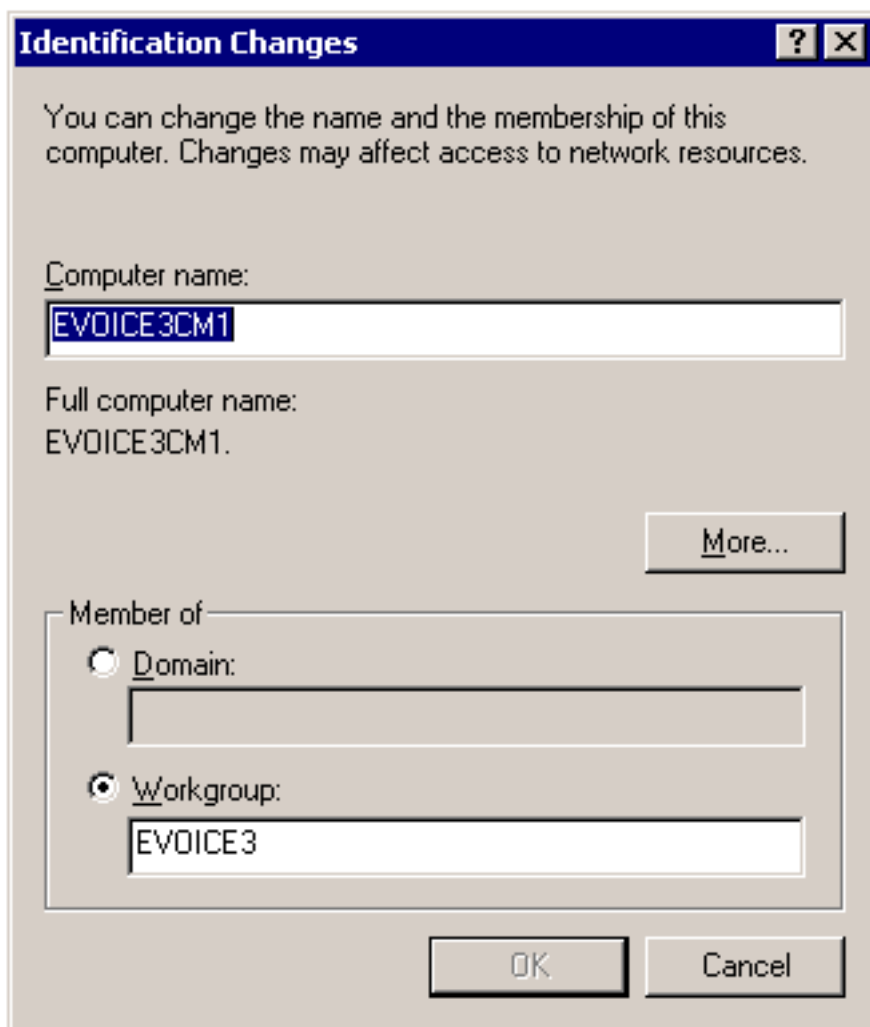 Identification Changes
You can change the name and the membership of this
computer. Changes may affect access to network resources.
Computer name:
EVOICE3CM1
Full computer name:
EVOICE3CM1.
More...
Member of
Domain:
Workgroup:
EVOICE3
OK
Cancel